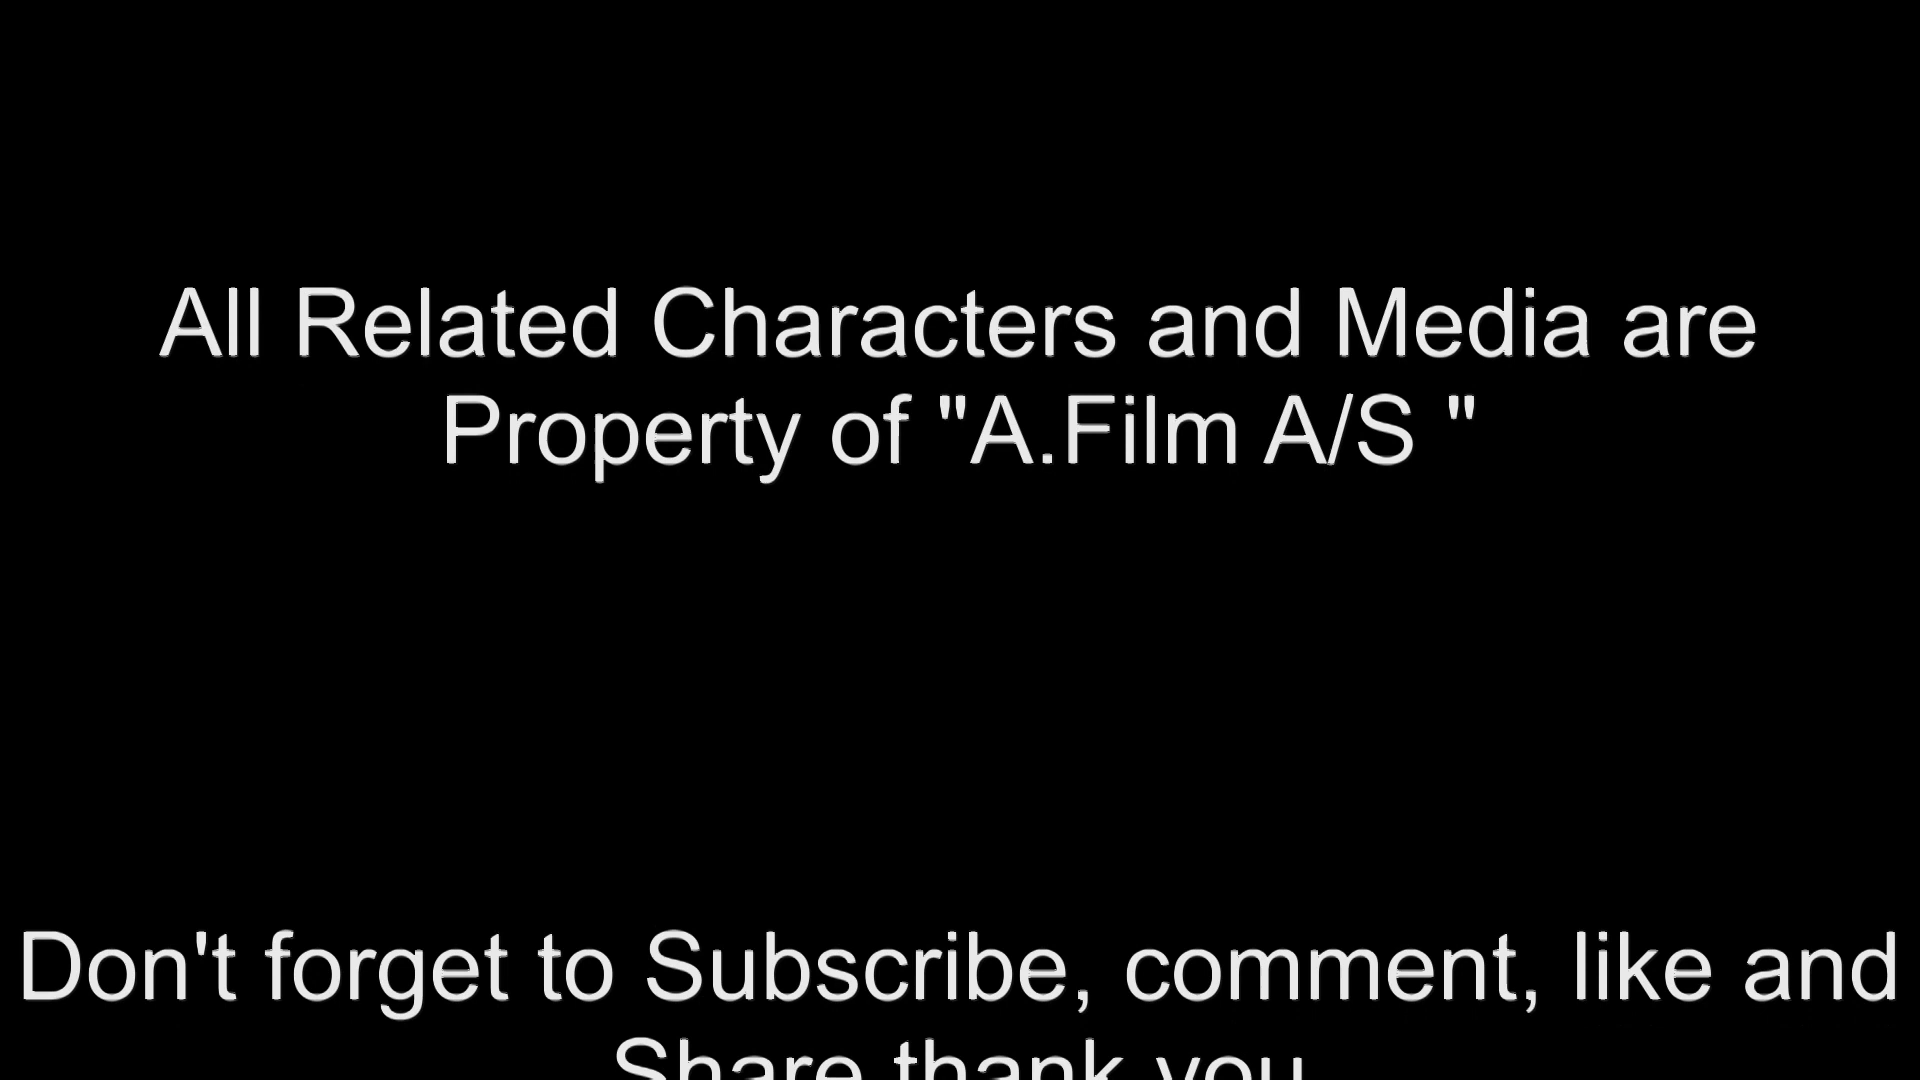 All Related Characters and Media are
Property of "A.Film A/S "
Don't forget to Subscribe, comment, like and
Share thank you